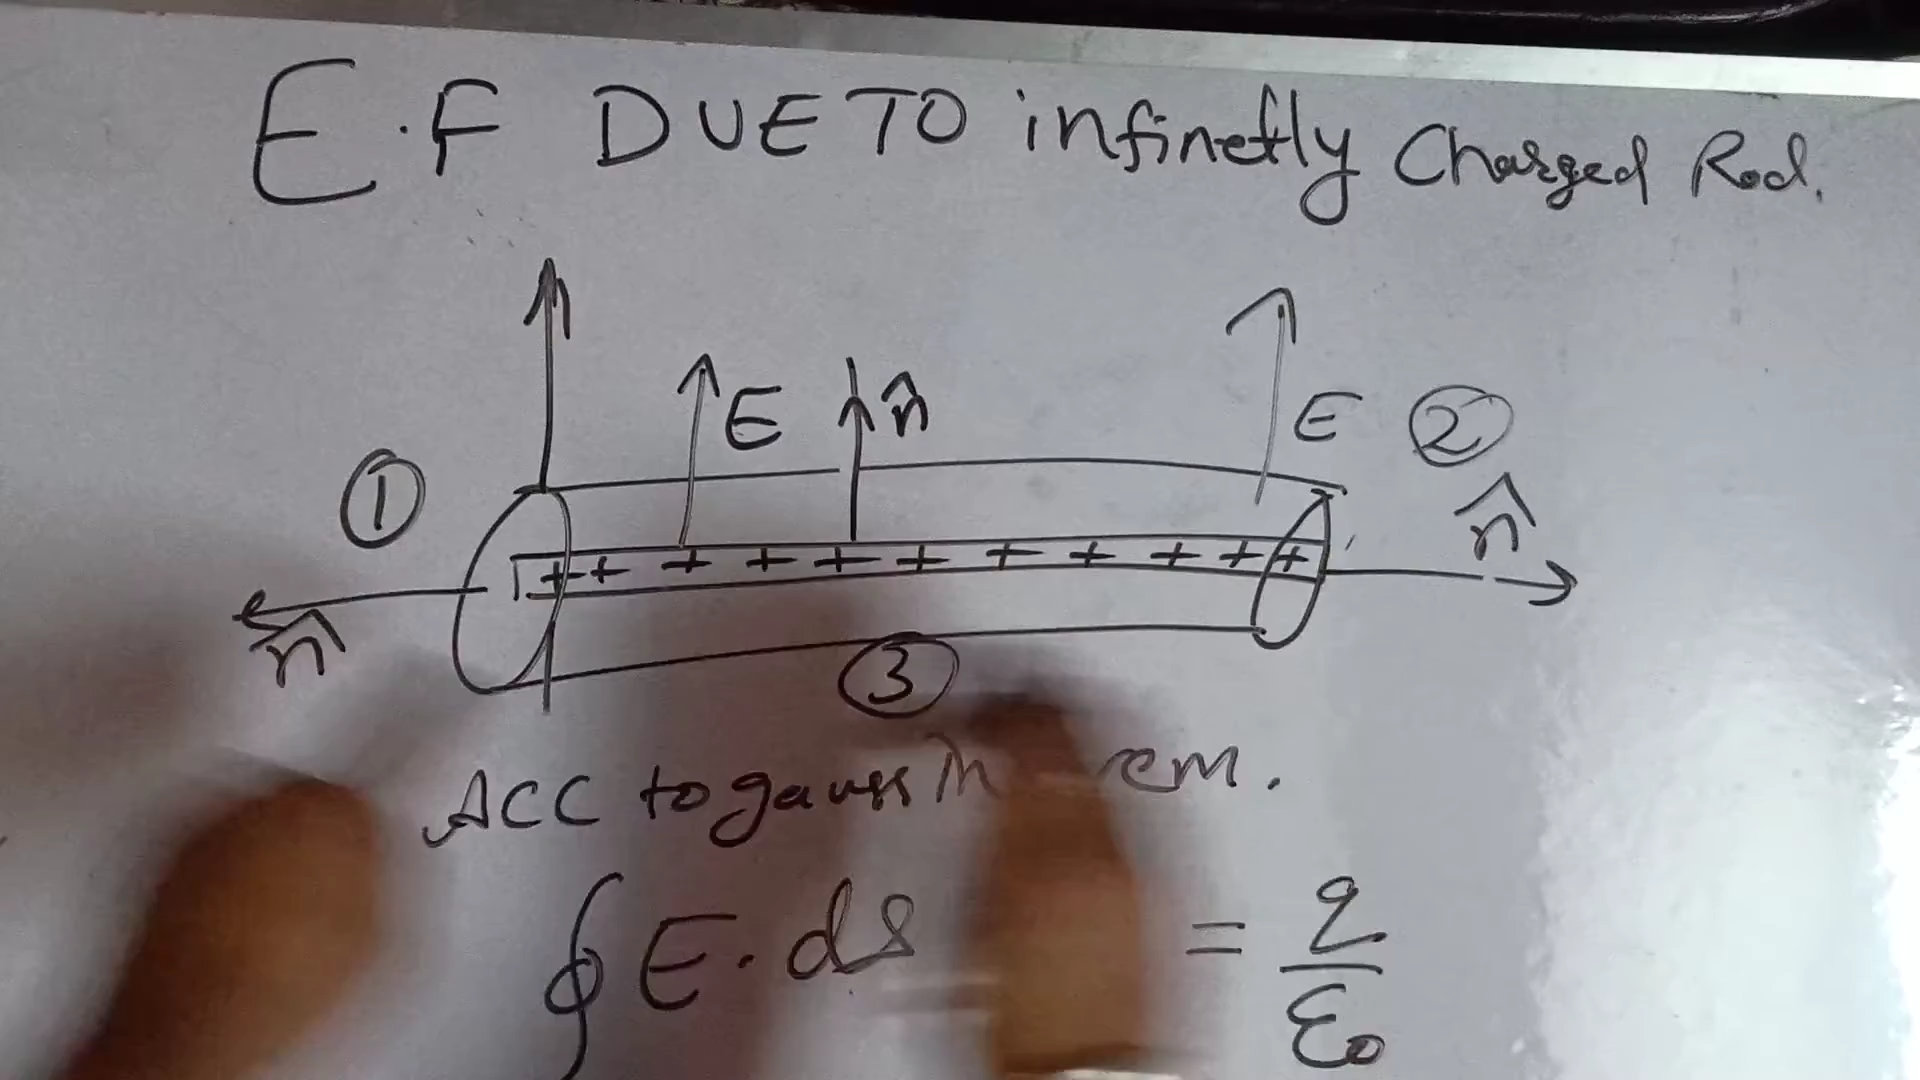 E.F DUE TO infinetly Charged Rod.
E n̂
E ②
① n̂
+ + + + + + + + + + +
n̂
③
ACC to gauss
∮ E. ds = q/ε0